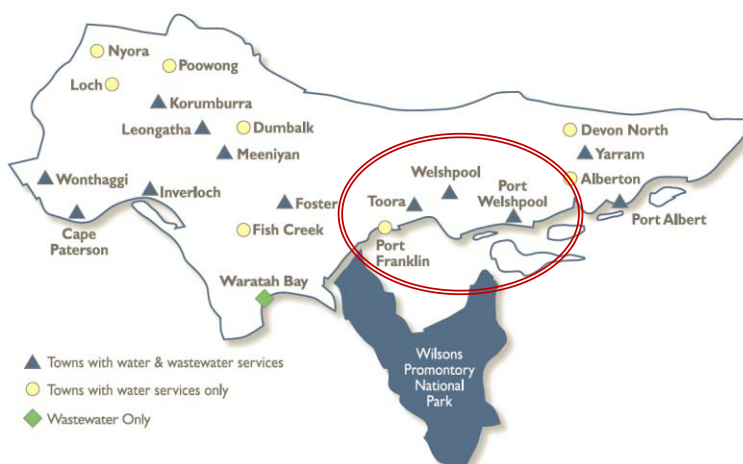 Nyora
Poowong
Loch
Korumburra
Leongatha
Dumbalk
Devon North
Meeniyan
Yarram
Welshpool
Wonthaggi
Alberton
Inverloch
Toora
Port
Welshpool
Foster
Cape
Paterson
Port Albert
Fish Creek
Port
Franklin
Waratah Bay
Wilsons
Promontory
National
Park
Towns with water & wastewater services
Towns with water services only
Wastewater Only